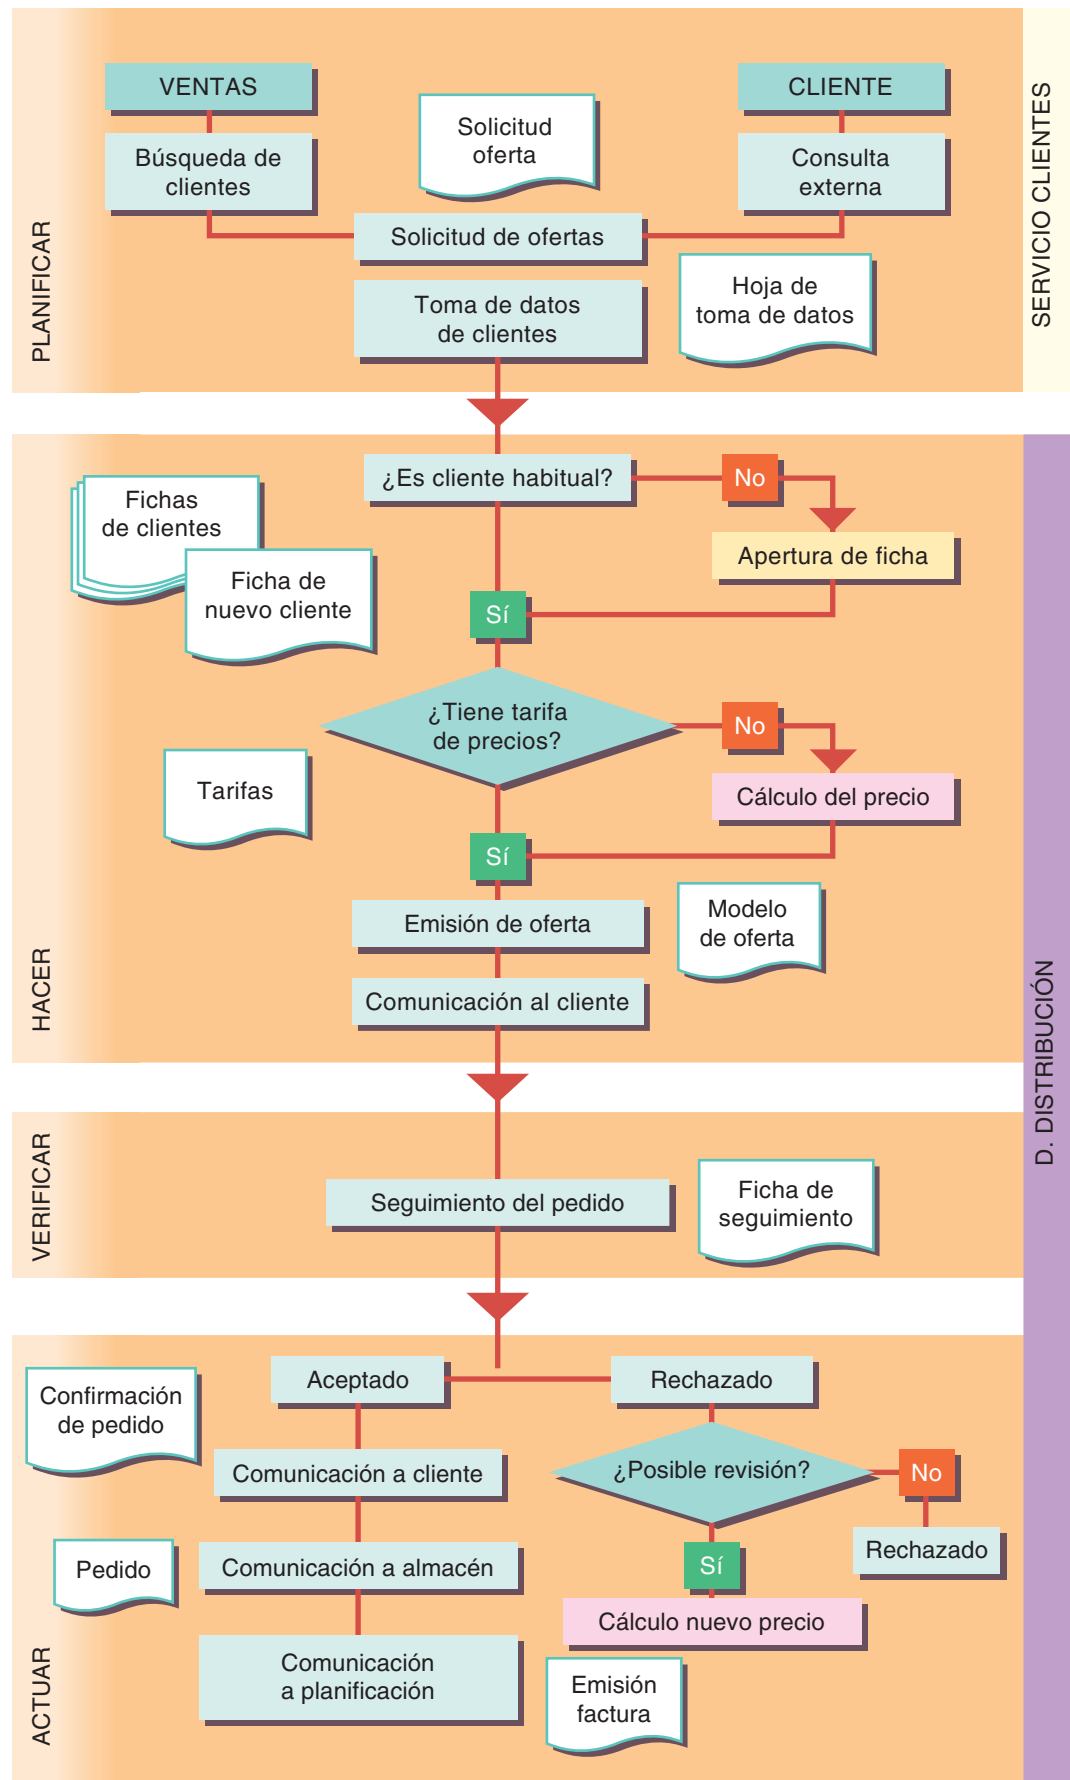 PLANIFICAR
SERVICIO CLIENTES
VENTAS
CLIENTE
Búsqueda de
clientes
Solicitud
oferta
Consulta
externa
Solicitud de ofertas
Toma de datos
de clientes
Hoja de
toma de datos
HACER
D. DISTRIBUCIÓN
¿Es cliente habitual?
No
Fichas
de clientes
Apertura de ficha
Ficha de
nuevo cliente
Sí
¿Tiene tarifa
de precios?
No
Tarifas
Cálculo del precio
Sí
Emisión de oferta
Modelo
de oferta
Comunicación al cliente
VERIFICAR
Seguimiento del pedido
Ficha de
seguimiento
ACTUAR
Aceptado
Rechazado
Confirmación
de pedido
Comunicación a cliente
¿Posible revisión?
No
Pedido
Comunicación a almacén
Sí
Rechazado
Cálculo nuevo precio
Comunicación
a planificación
Emisión
factura